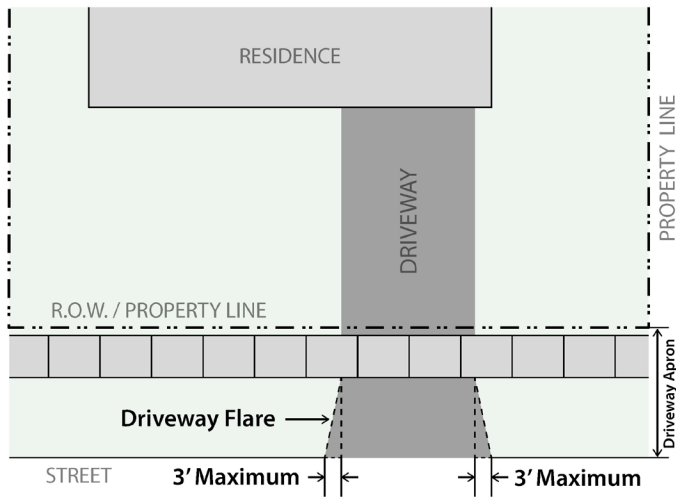 RESIDENCE
PROPERTY LINE
DRIVEWAY
R.O.W. / PROPERTY LINE
Driveway Apron
Driveway Flare
STREET
3' Maximum
3' Maximum